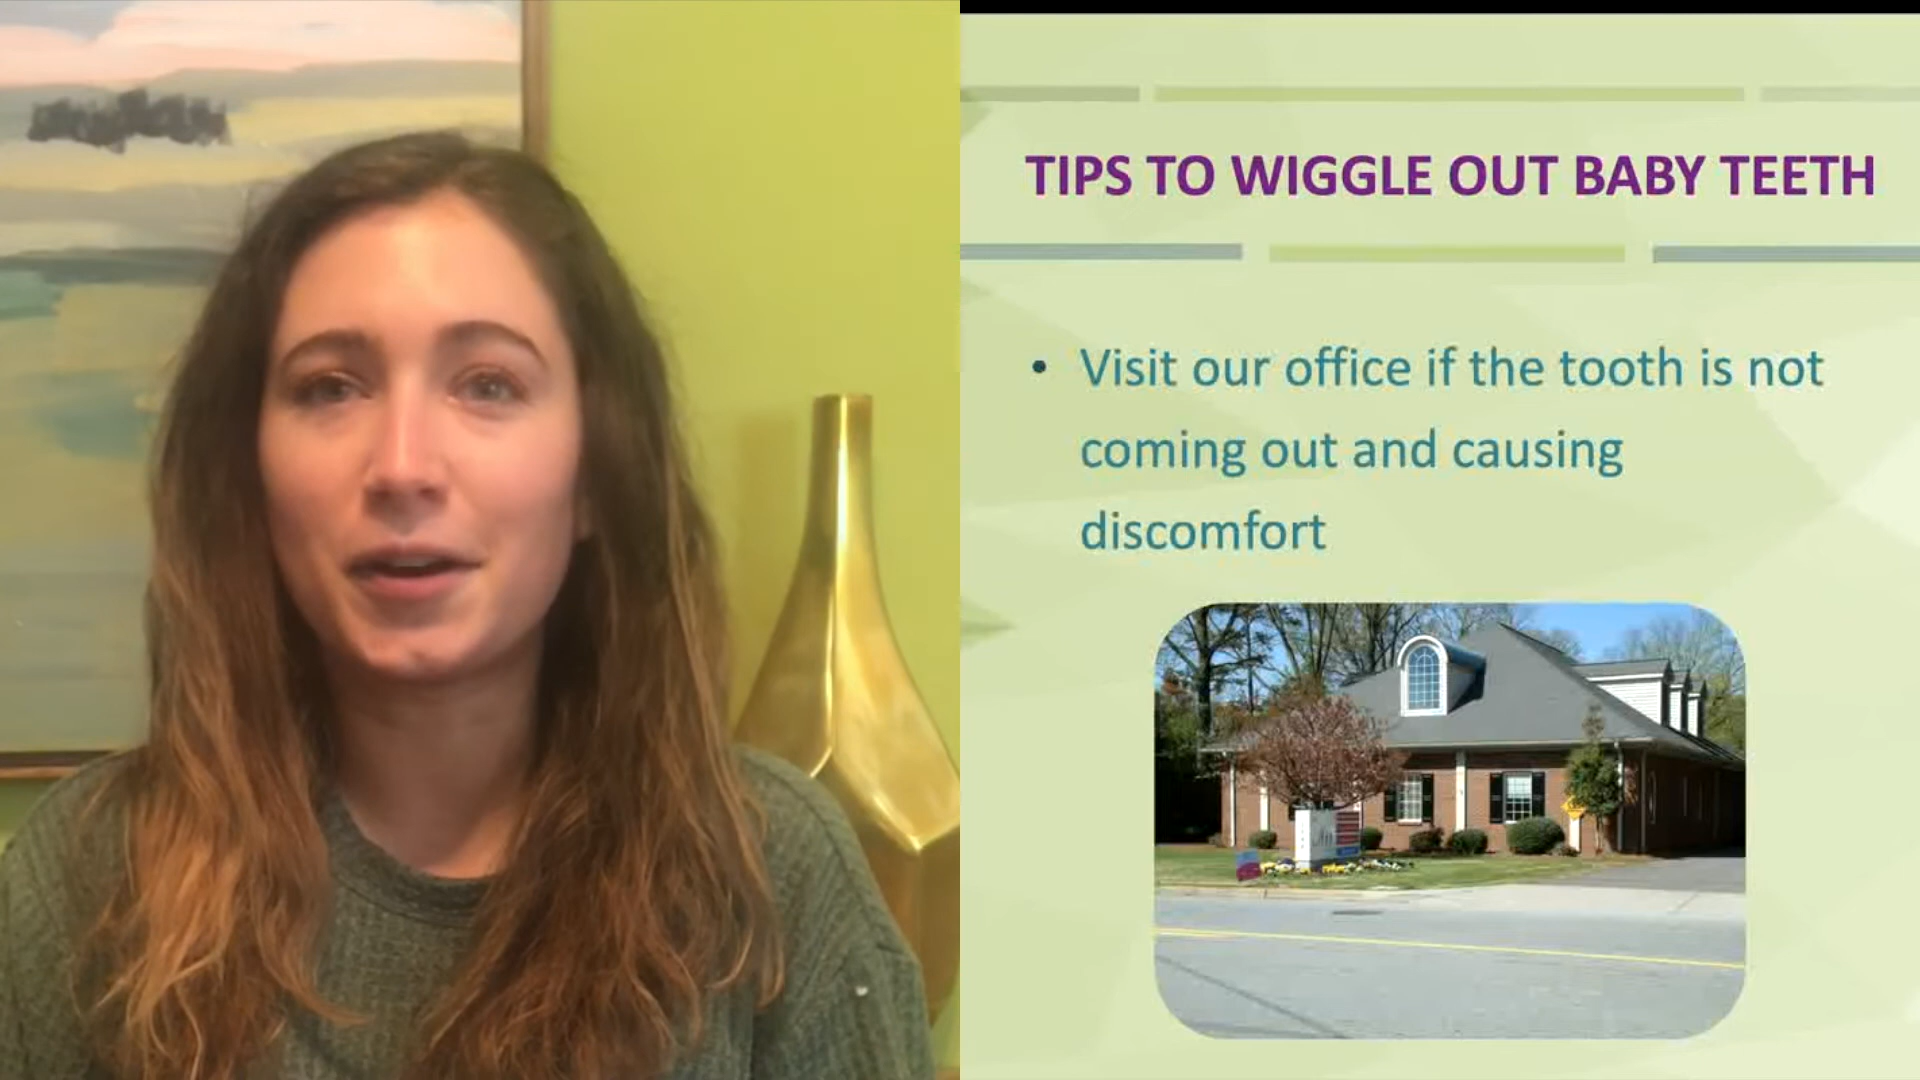 TIPS TO WIGGLE OUT BABY TEETH
• Visit our office if the tooth is not
coming out and causing
discomfort